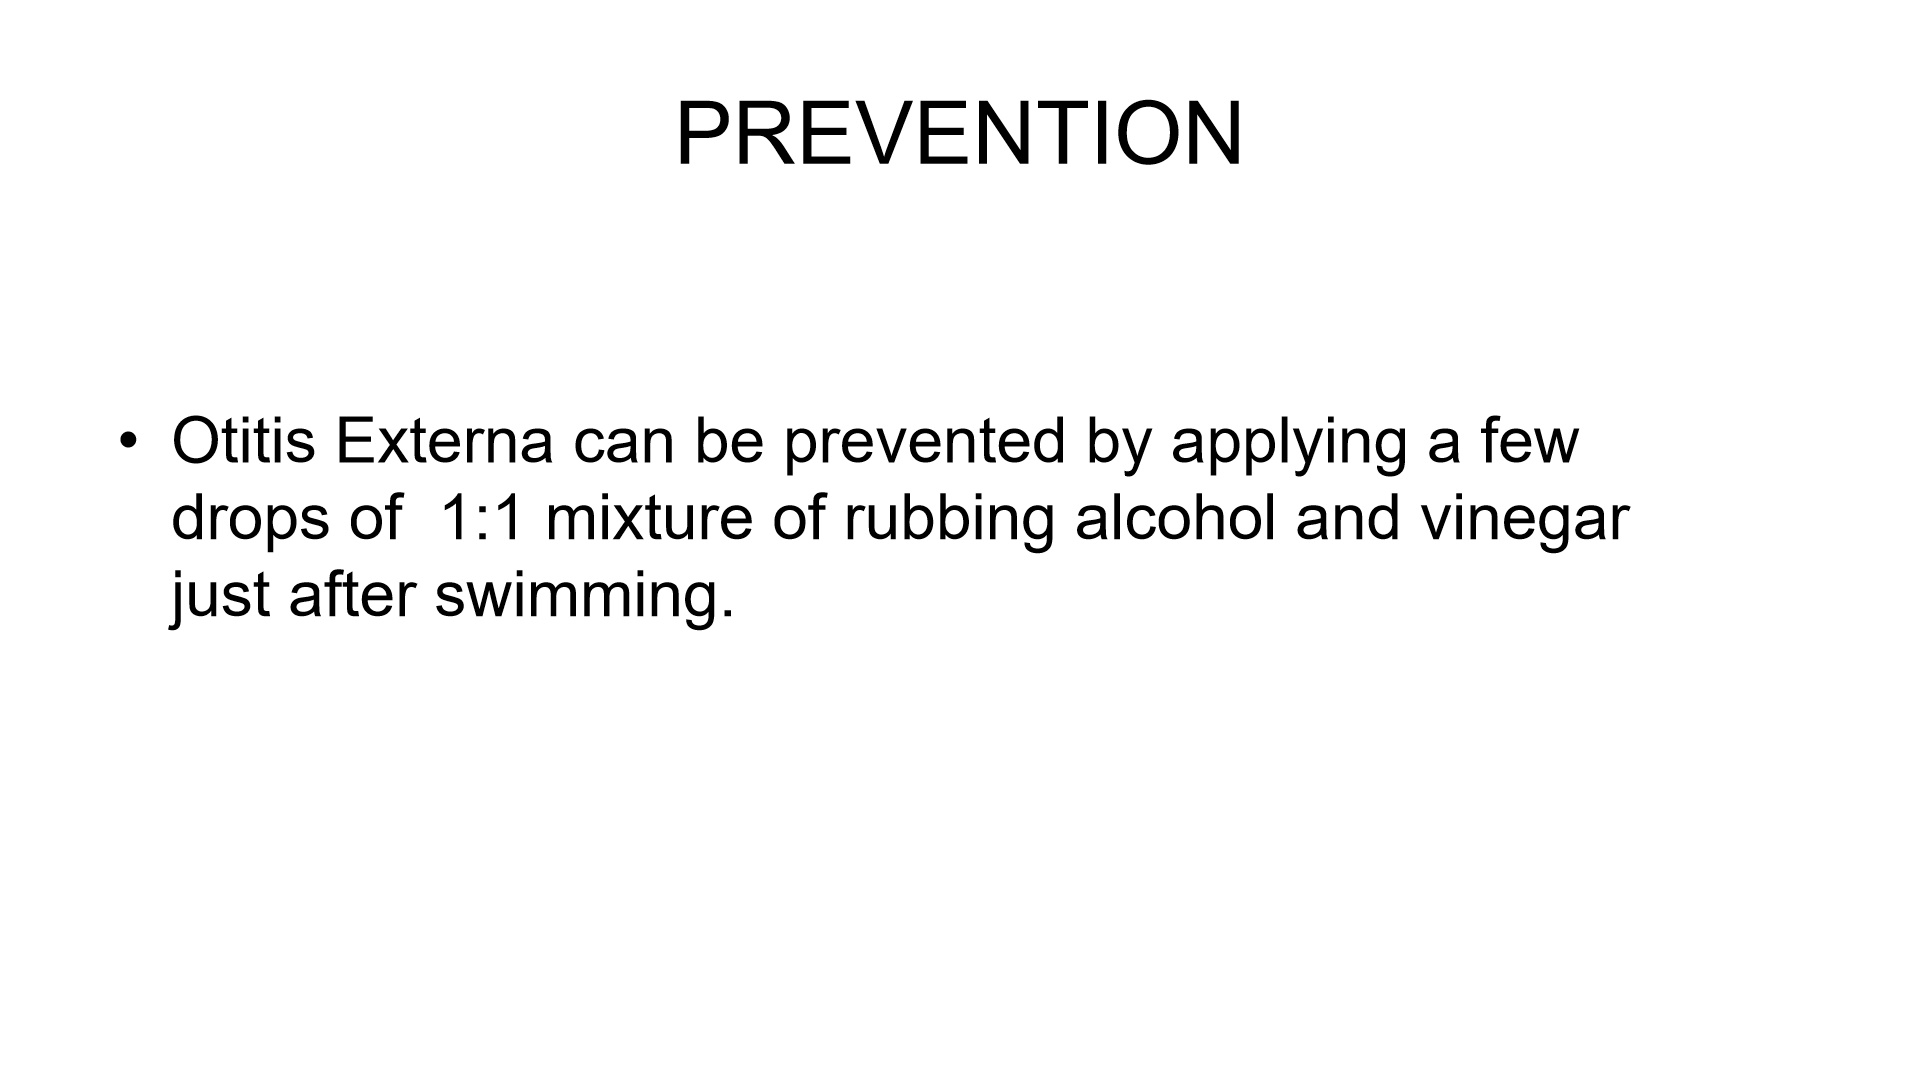 PREVENTION
• Otitis Externa can be prevented by applying a few
drops of  1:1 mixture of rubbing alcohol and vinegar
just after swimming.